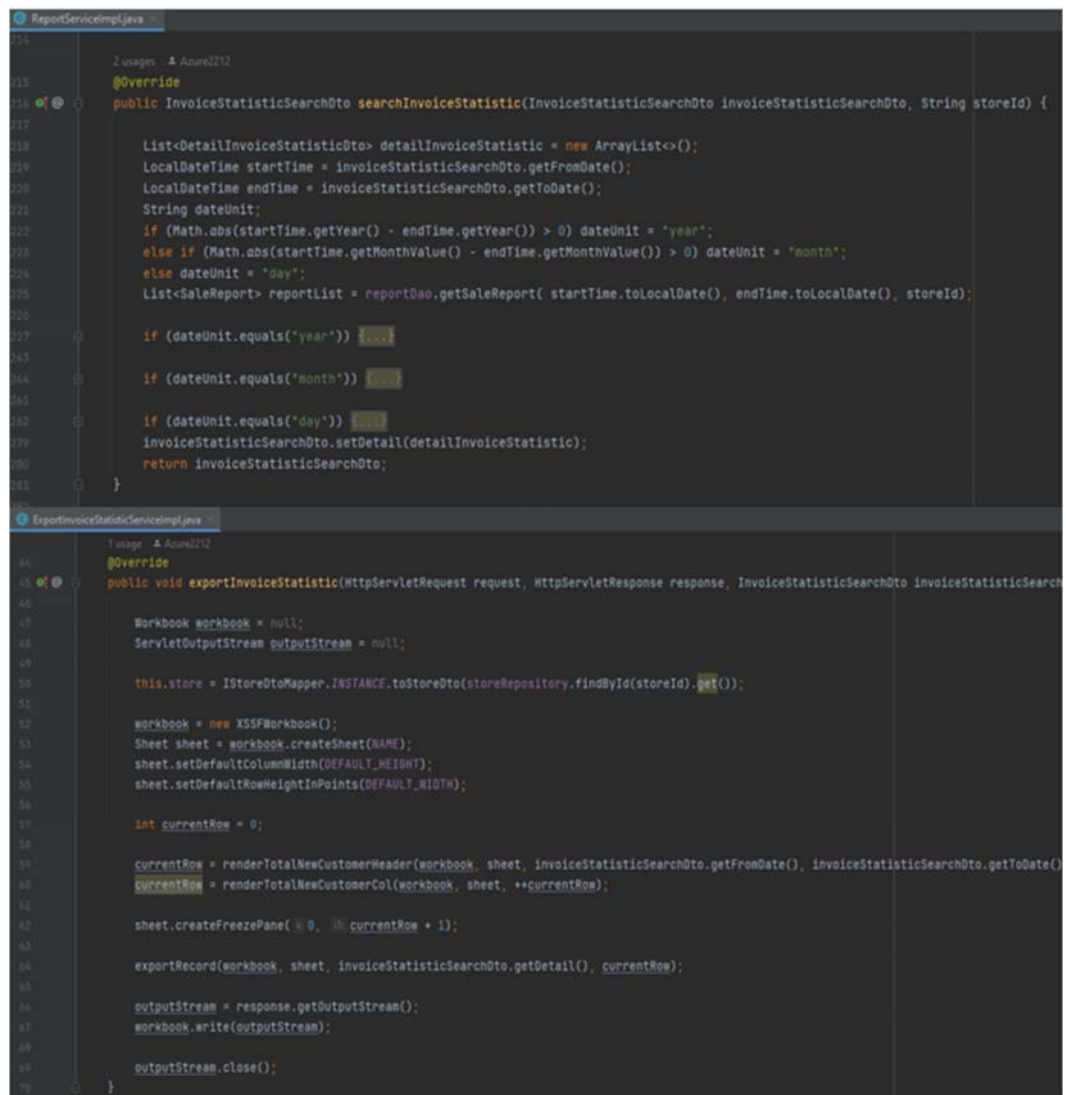 ReportServiceImpl.java
214
2 usages Azure2212
215 @Override
216 public InvoiceStatisticSearchDto searchInvoiceStatistic(InvoiceStatisticSearchDto invoiceStatisticSearchDto, String storeId) {
217
218 List<DetailInvoiceStatisticDto> detailInvoiceStatistic = new ArrayList<>();
219 LocalDateTime startTime = invoiceStatisticSearchDto.getFromDate();
220 LocalDateTime endTime = invoiceStatisticSearchDto.getToDate();
221 String dateUnit;
222 if (Math.abs(startTime.getYear() - endTime.getYear()) > 0) dateUnit = "year";
223 else if (Math.abs(startTime.getMonthValue() - endTime.getMonthValue()) > 0) dateUnit = "month";
224 else dateUnit = "day";
225 List<SaleReport> reportList = reportDao.getSaleReport( startTime.toLocalDate(), endTime.toLocalDate(), storeId);
226
227 if (dateUnit.equals("year")) {...}
243
244 if (dateUnit.equals("month")) {...}
261
262 if (dateUnit.equals("day")) {...}
279 invoiceStatisticSearchDto.setDetail(detailInvoiceStatistic);
280 return invoiceStatisticSearchDto;
281 }
ExportInvoiceStatisticServiceImpl.java
1 usage Azure2212
44 @Override
45 public void exportInvoiceStatistic(HttpServletRequest request, HttpServletResponse response, InvoiceStatisticSearchDto invoiceStatisticSearch
46
47 Workbook workbook = null;
48 ServletOutputStream outputStream = null;
49
50 this.store = IStoreDtoMapper.INSTANCE.toStoreDto(storeRepository.findById(storeId).get());
51
52 workbook = new XSSFWorkbook();
53 Sheet sheet = workbook.createSheet(NAME);
54 sheet.setDefaultColumnWidth(DEFAULT_HEIGHT);
55 sheet.setDefaultRowHeightInPoints(DEFAULT_WIDTH);
56
57 int currentRow = 0;
58
59 currentRow = renderTotalNewCustomerHeader(workbook, sheet, invoiceStatisticSearchDto.getFromDate(), invoiceStatisticSearchDto.getToDate()
60 currentRow = renderTotalNewCustomerCol(workbook, sheet, ++currentRow);
61
62 sheet.createFreezePane( 0, currentRow + 1);
63
64 exportRecord(workbook, sheet, invoiceStatisticSearchDto.getDetail(), currentRow);
65
66 outputStream = response.getOutputStream();
67 workbook.write(outputStream);
68
69 outputStream.close();
70 }